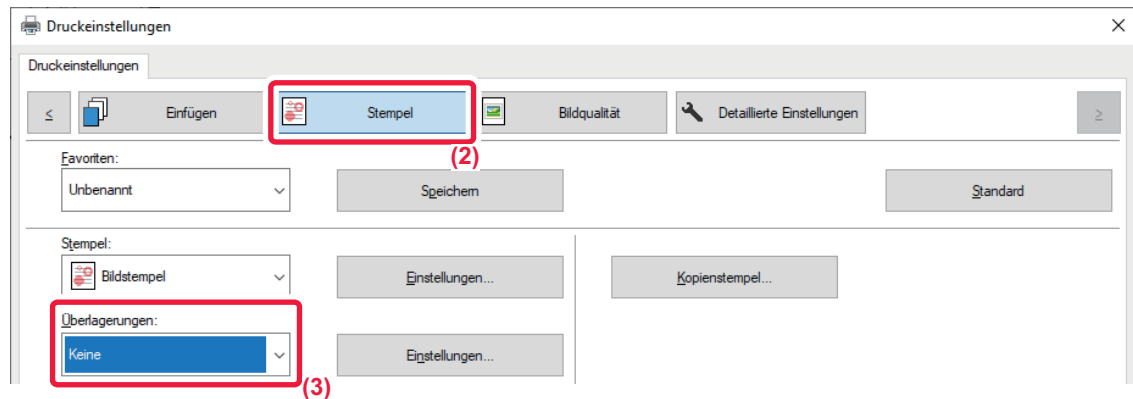 Druckeinstellungen
Druckeinstellungen
≤ Einfügen Stempel Bildqualität Detaillierte Einstellungen ≥
(2)
Favoriten:
Unbenannt Speichern Standard
Stempel:
Bildstempel Einstellungen... Kopienstempel...
Überlagerungen:
Keine Einstellungen...
(3)